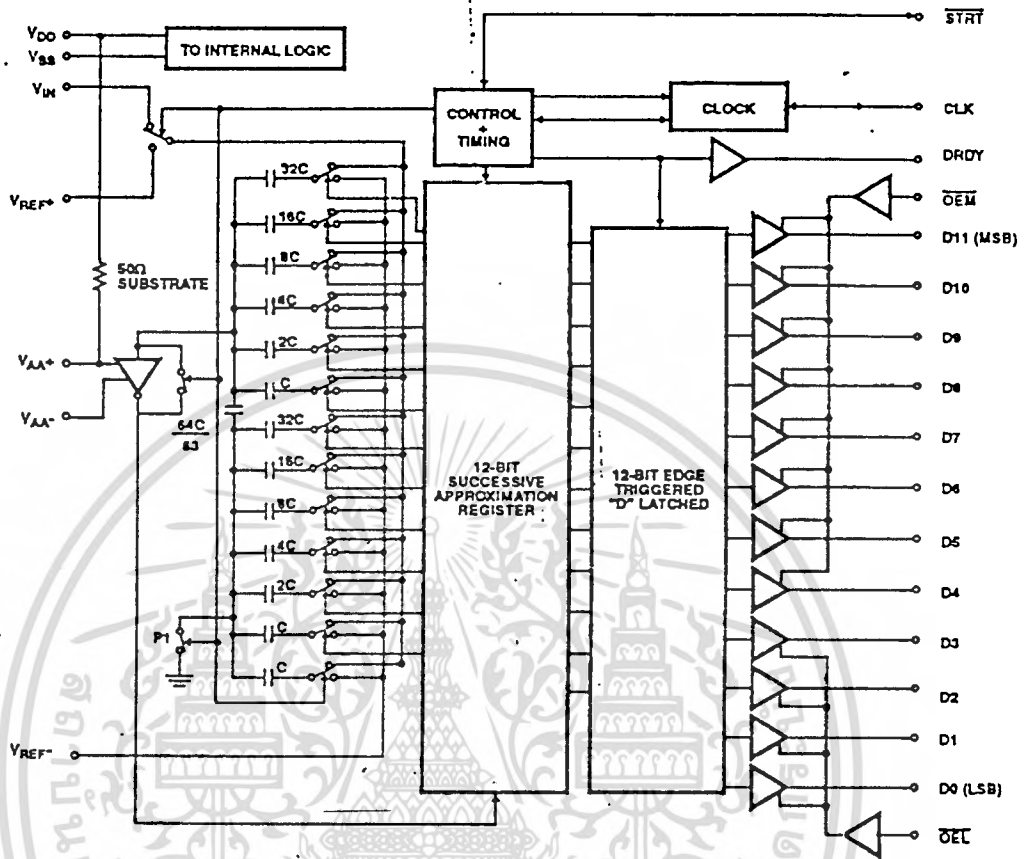 STRT
VDD
VSS
TO INTERNAL LOGIC
VIN
CONTROL
+
TIMING
CLOCK
CLK
DRDY
VREF+
OEM
32C
16C
8C
4C
2C
C
64C
63
32C
16C
8C
4C
2C
C
C
50Ω
SUBSTRATE
VAA+
VAA-
P1
VREF-
12-BIT
SUCCESSIVE
APPROXIMATION
REGISTER
12-BIT EDGE
TRIGGERED
"D" LATCHED
D11 (MSB)
D10
D9
D8
D7
D6
D5
D4
D3
D2
D1
D0 (LSB)
OEL